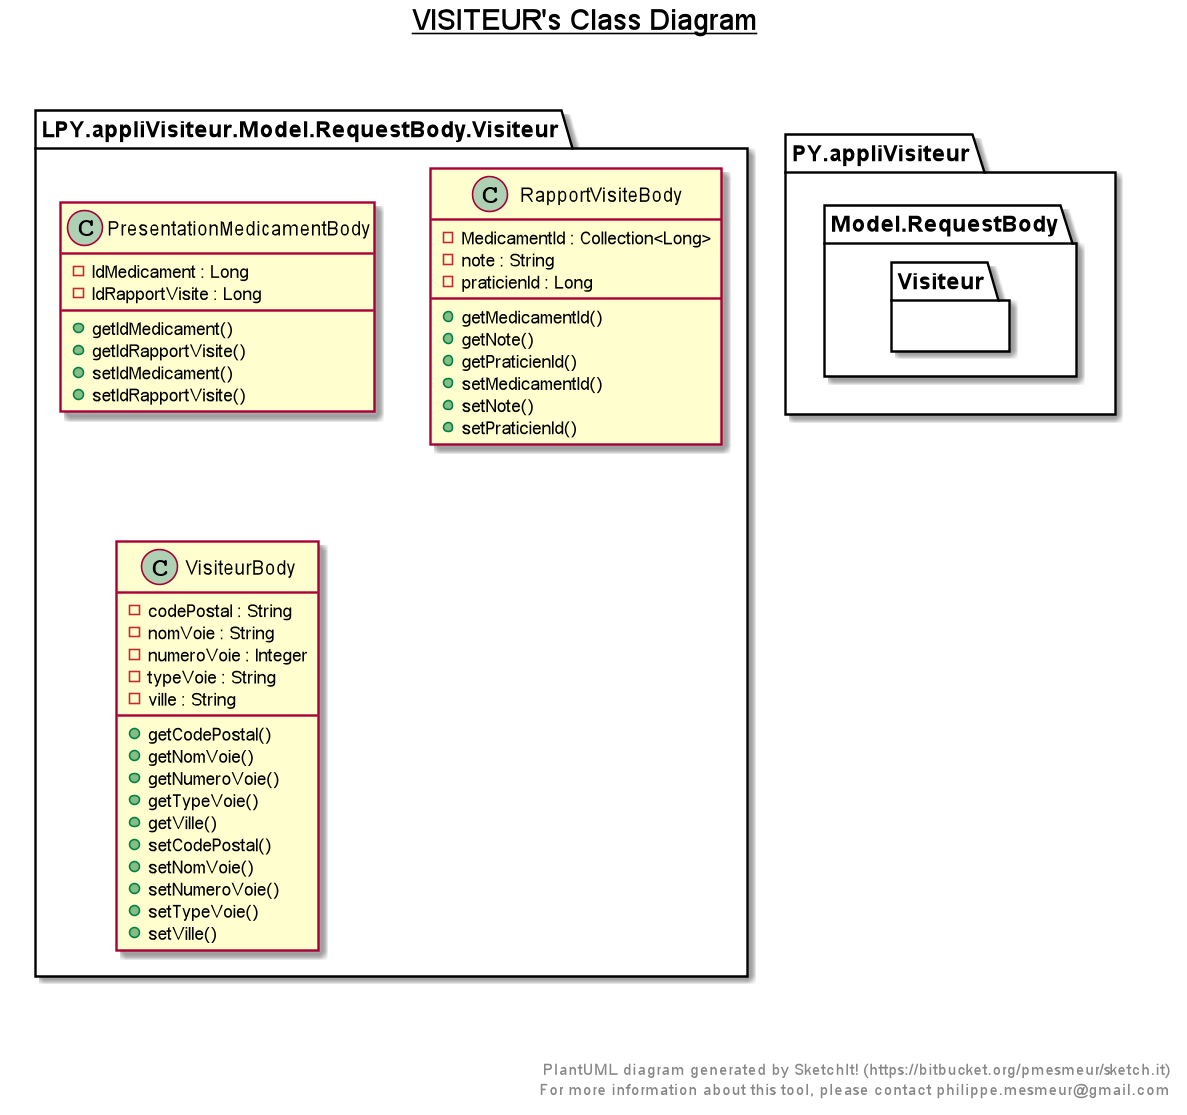 VISITEUR's Class Diagram
LPY.appliVisiteur.Model.RequestBody.Visiteur
C PresentationMedicamentBody
IdMedicament : Long
IdRapportVisite : Long
getIdMedicament()
getIdRapportVisite()
setIdMedicament()
setIdRapportVisite()
C RapportVisiteBody
MedicamentId : Collection<Long>
note : String
praticienId : Long
getMedicamentId()
getNote()
getPraticienId()
setMedicamentId()
setNote()
setPraticienId()
C VisiteurBody
codePostal : String
nomVoie : String
numeroVoie : Integer
typeVoie : String
ville : String
getCodePostal()
getNomVoie()
getNumeroVoie()
getTypeVoie()
getVille()
setCodePostal()
setNomVoie()
setNumeroVoie()
setTypeVoie()
setVille()
PY.appliVisiteur
Model.RequestBody
Visiteur
PlantUML diagram generated by SketchIt! (https://bitbucket.org/pmesmeur/sketch.it)
For more information about this tool, please contact philippe.mesmeur@gmail.com